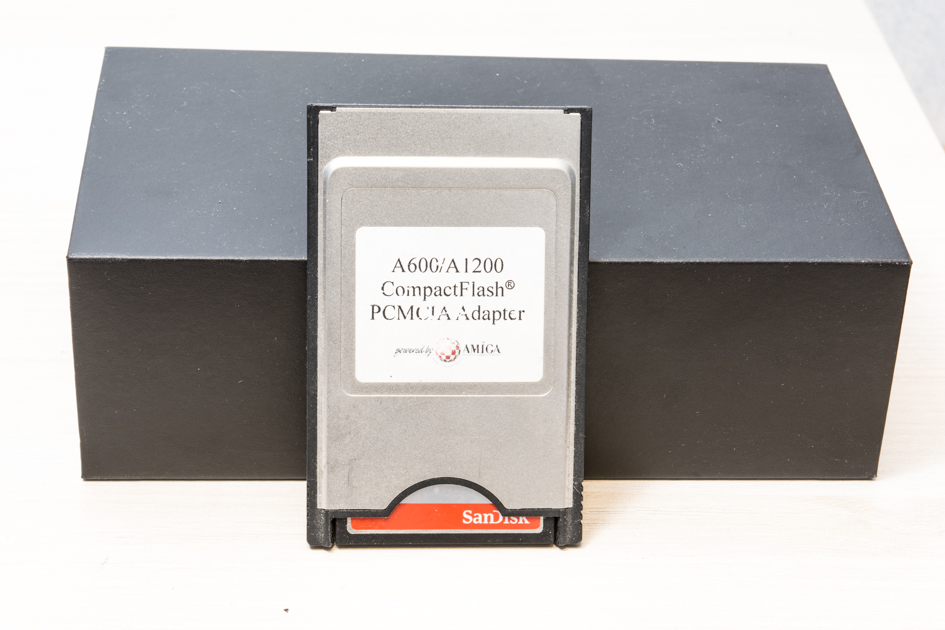 A600/A1200
CompactFlash®
PCMCIA Adapter
powered by AMIGA
SanDisk